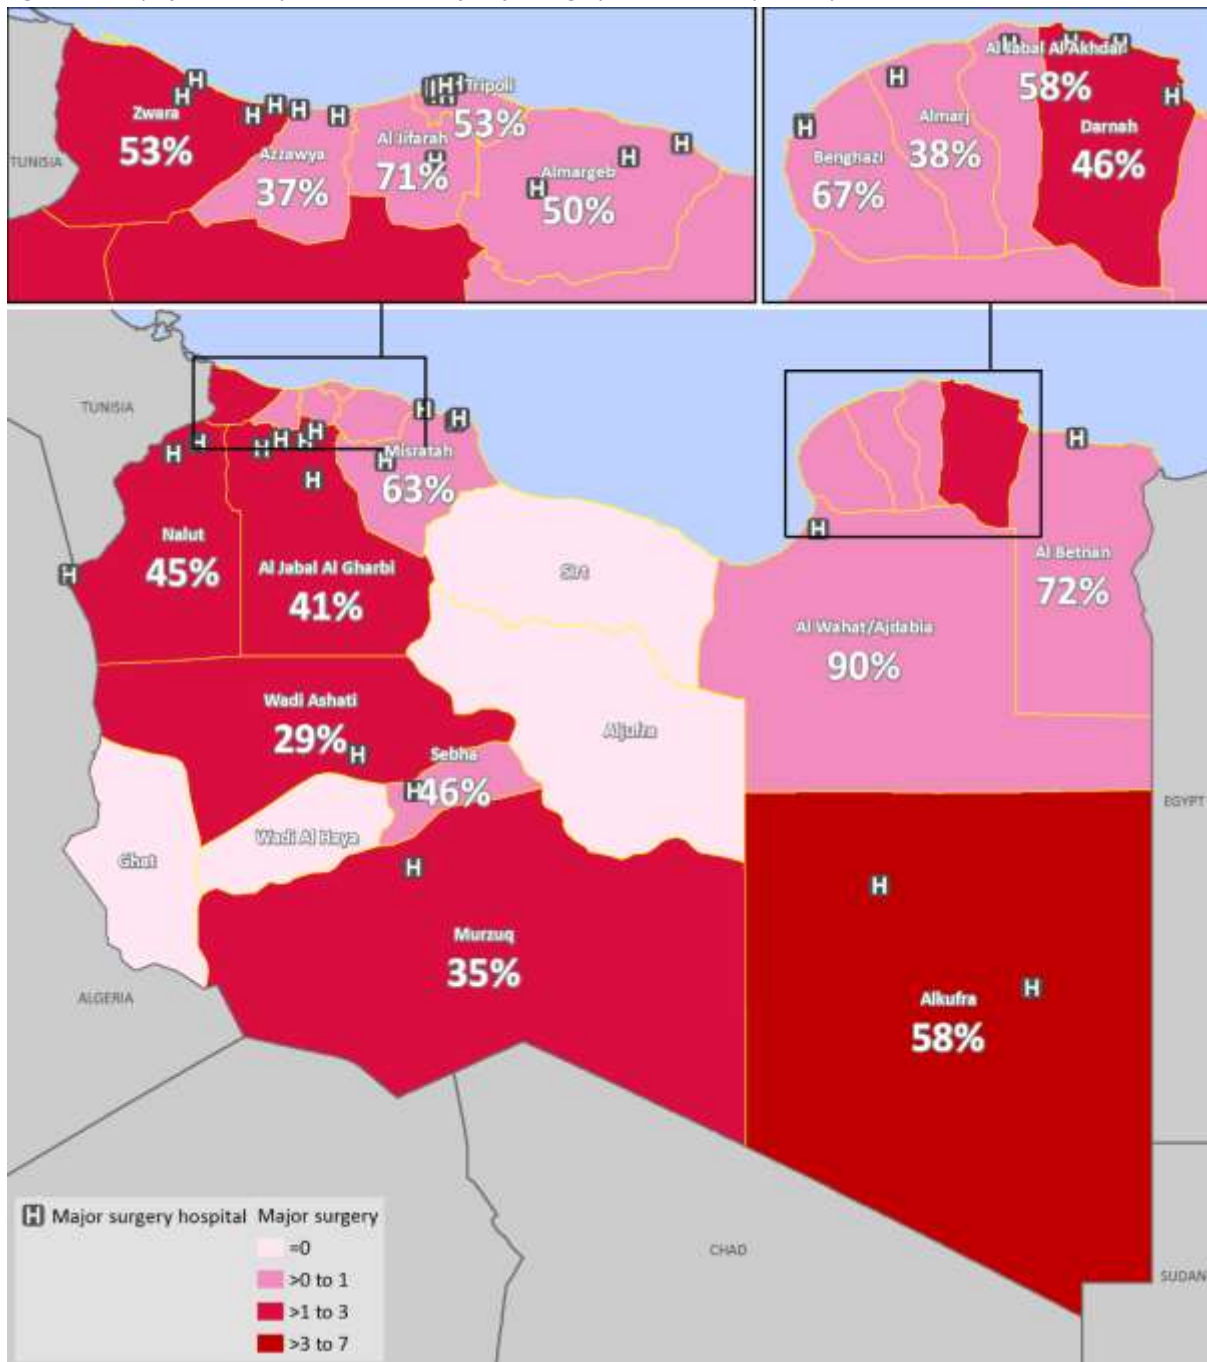 TUNISIA
Zwara
53%
Azzawya
37%
Al Jifarah
71%
Tripoli
53%
Almargeb
50%
Al Jabal Al Akhdar
58%
Almarj
38%
Benghazi
67%
Darnah
46%
TUNISIA
Misratah
63%
Nalut
45%
Al Jabal Al Gharbi
41%
Sirt
Al Betnan
72%
Al Wahat/Ajdabia
90%
Wadi Ashati
29%
Aljufra
Sebha
46%
Wadi Al Haya
Ghat
EGYPT
Murzuq
35%
Alkufra
58%
ALGERIA
CHAD
SUDAN
H Major surgery hospital
Major surgery
=0
>0 to 1
>1 to 3
>3 to 7